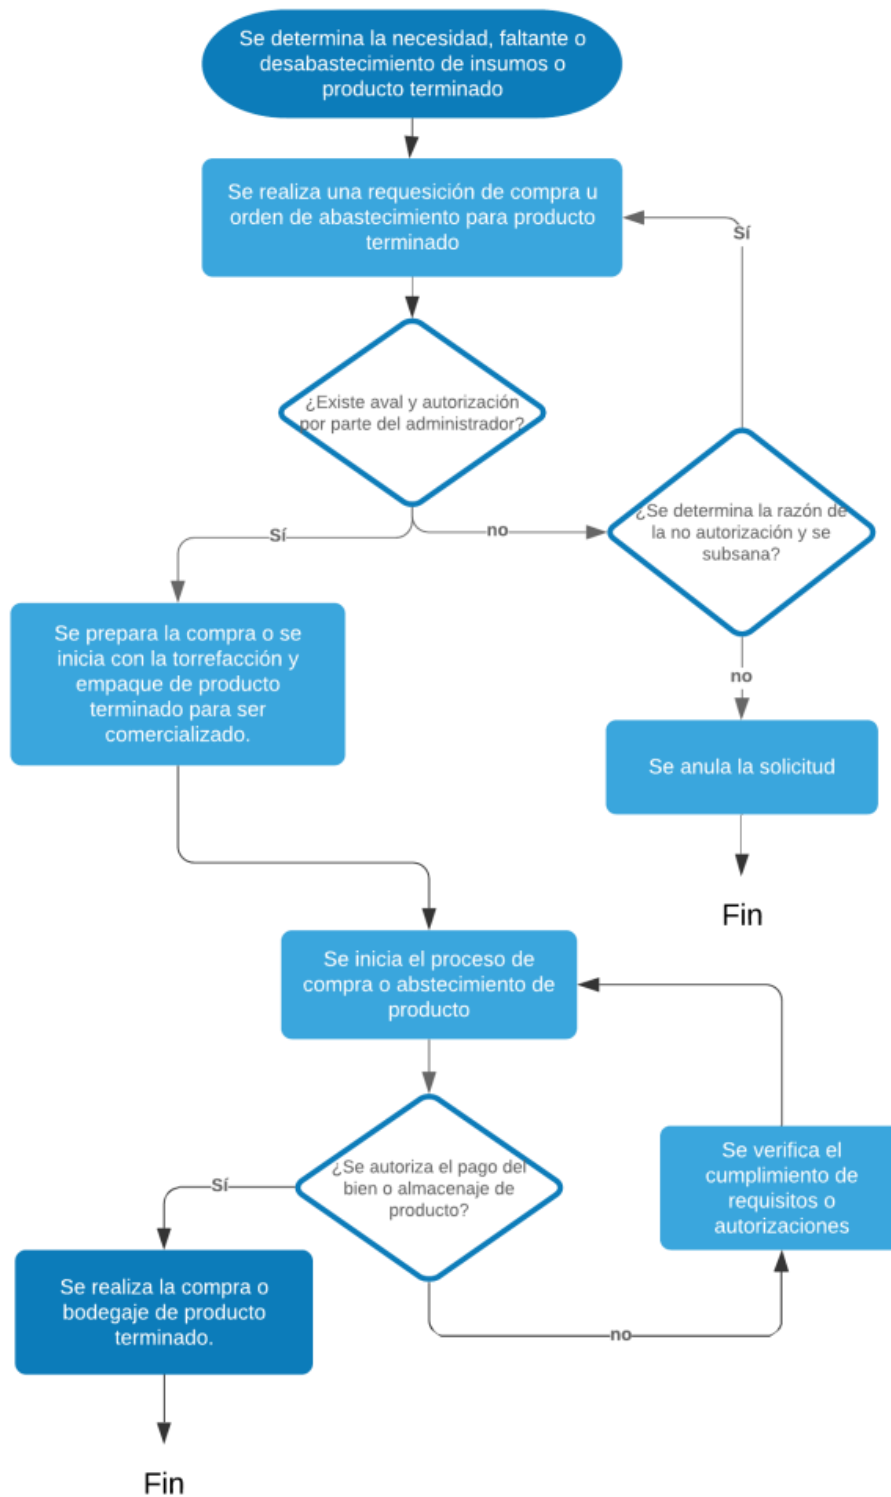 Se determina la necesidad, faltante o
desabastecimiento de insumos o
producto terminado
Se realiza una requesición de compra u
orden de abastecimiento para producto
terminado
Sí
¿Existe aval y autorización
por parte del administrador?
¿Se determina la razón de
la no autorización y se
subsana?
Sí
no
Se prepara la compra o se
inicia con la torrefacción y
empaque de producto
terminado para ser
comercializado.
no
Se anula la solicitud
Fin
Se inicia el proceso de
compra o abstecimiento de
producto
Se verifica el
cumplimiento de
requisitos o
autorizaciones
¿Se autoriza el pago del
bien o almacenaje de
producto?
Sí
Se realiza la compra o
bodegaje de producto
terminado.
no
Fin